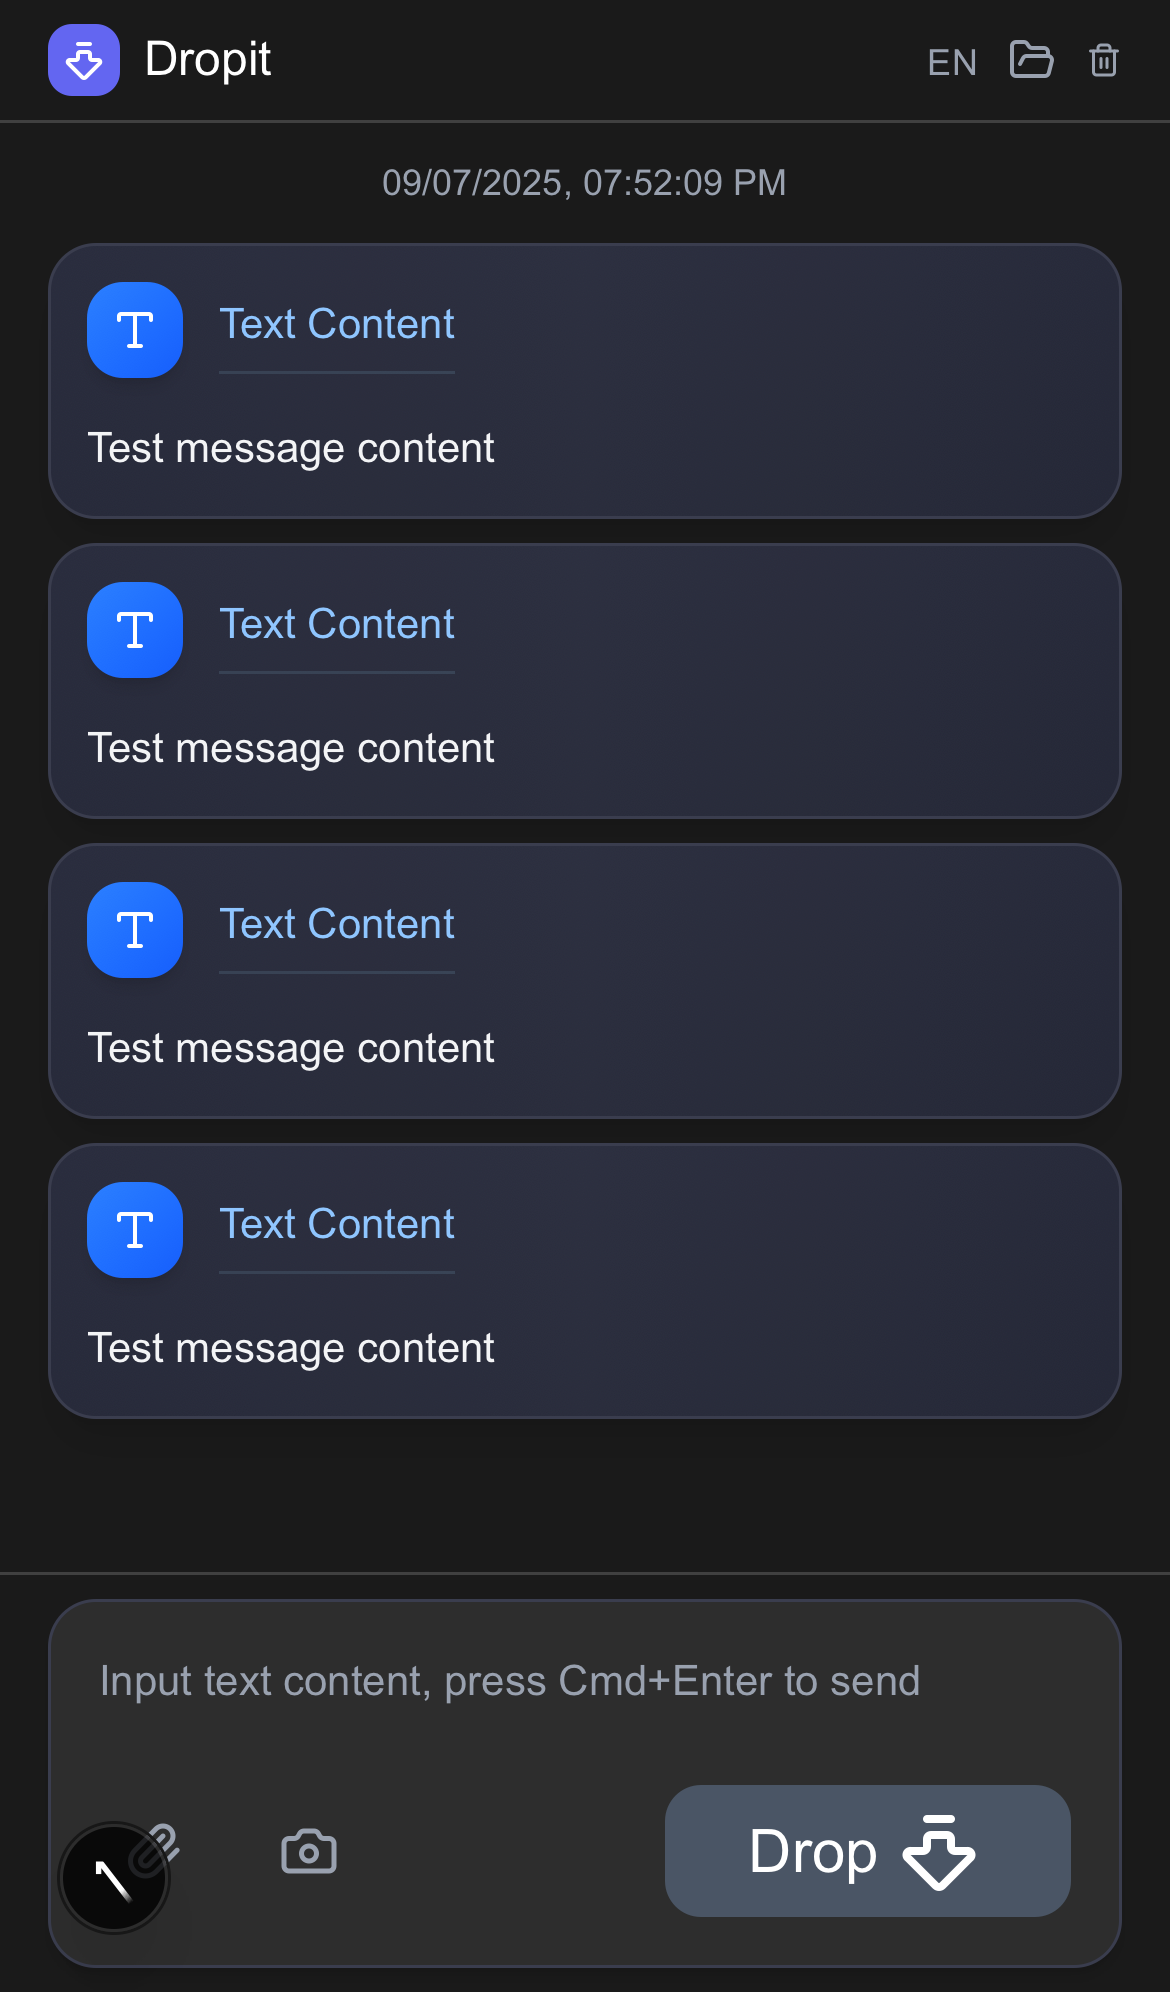 Dropit
EN
09/07/2025, 07:52:09 PM
Text Content
Test message content
Text Content
Test message content
Text Content
Test message content
Text Content
Test message content
Input text content, press Cmd+Enter to send
Drop